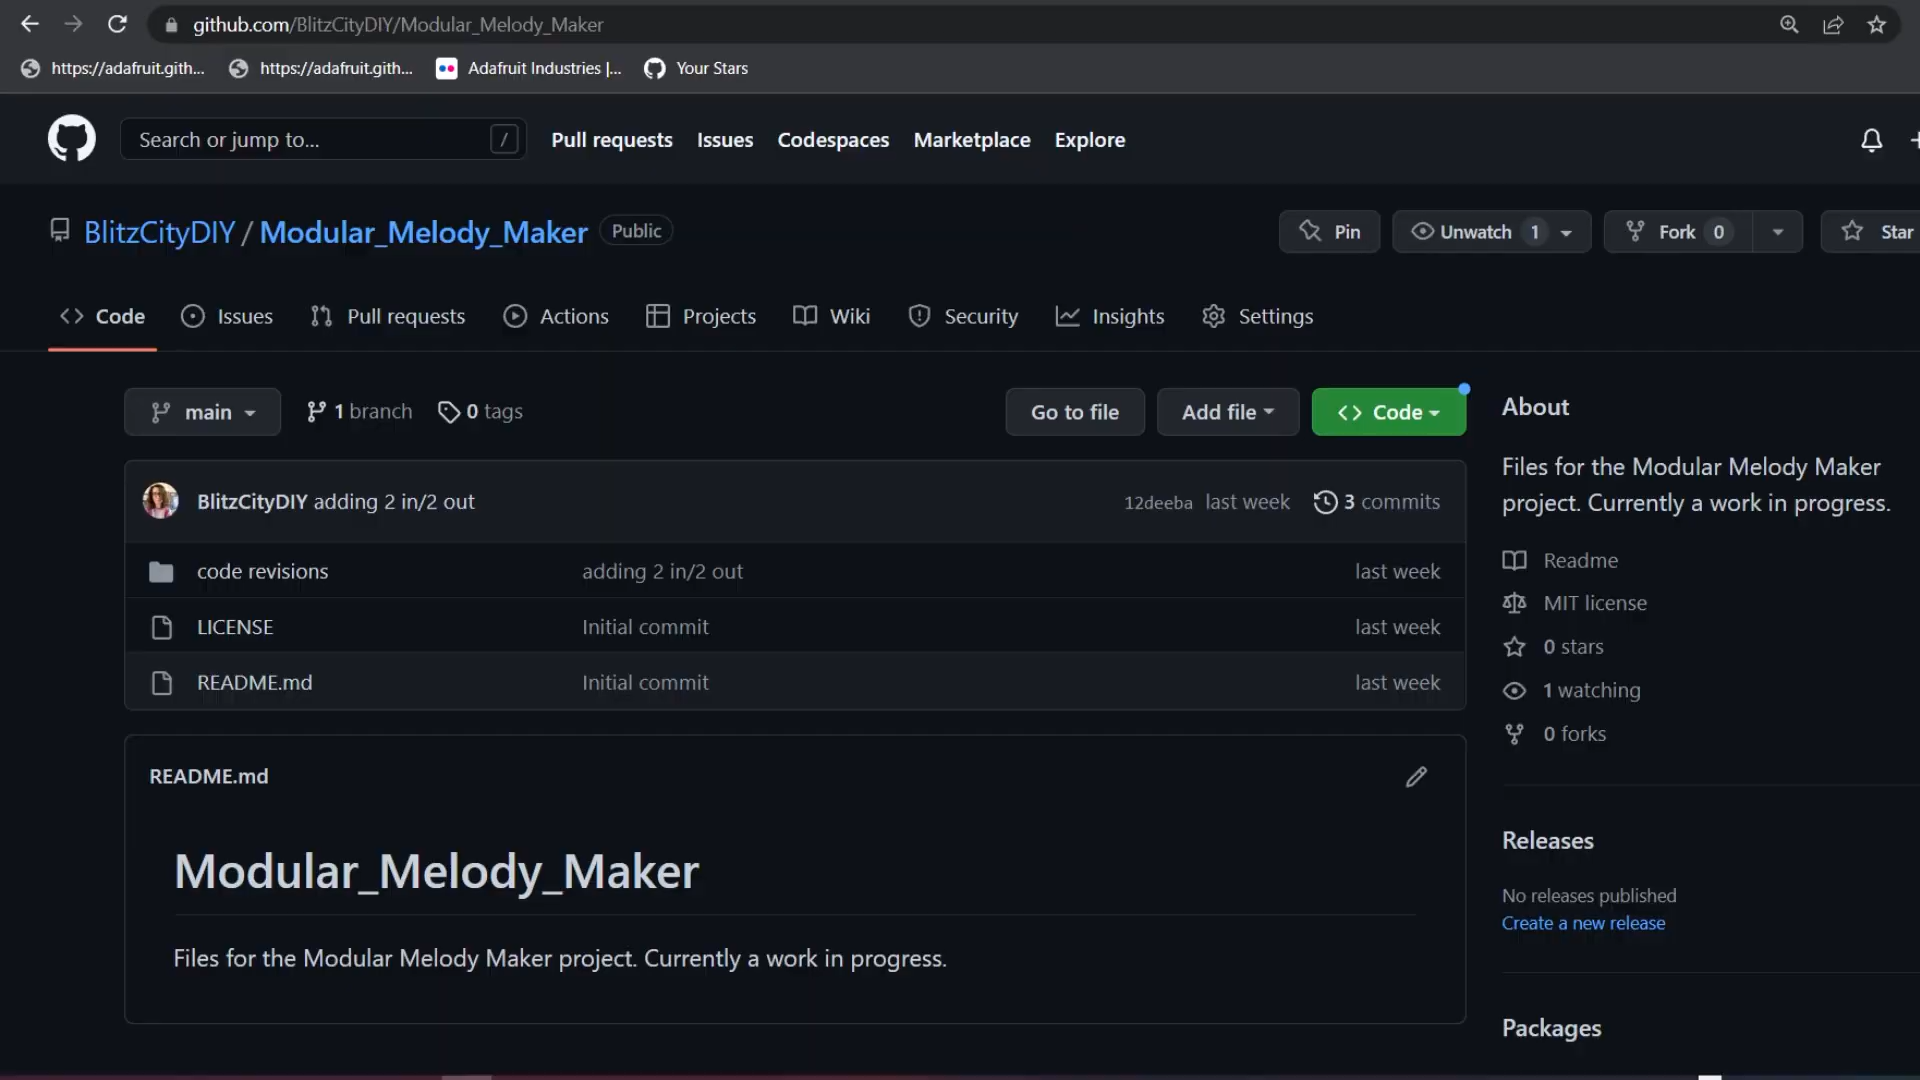 github.com/BlitzCityDIY/Modular_Melody_Maker
https://adafruit.gith... https://adafruit.gith... Adafruit Industries |... Your Stars
Search or jump to... / Pull requests Issues Codespaces Marketplace Explore
BlitzCityDIY / Modular_Melody_Maker Public Pin Unwatch 1 Fork 0 Star
Code Issues Pull requests Actions Projects Wiki Security Insights Settings
main 1 branch 0 tags Go to file Add file Code
BlitzCityDIY adding 2 in/2 out 12deeba last week 3 commits
code revisions adding 2 in/2 out last week
LICENSE Initial commit last week
README.md Initial commit last week
README.md
Modular_Melody_Maker
Files for the Modular Melody Maker project. Currently a work in progress.
About
Files for the Modular Melody Maker
project. Currently a work in progress.
Readme
MIT license
0 stars
1 watching
0 forks
Releases
No releases published
Create a new release
Packages